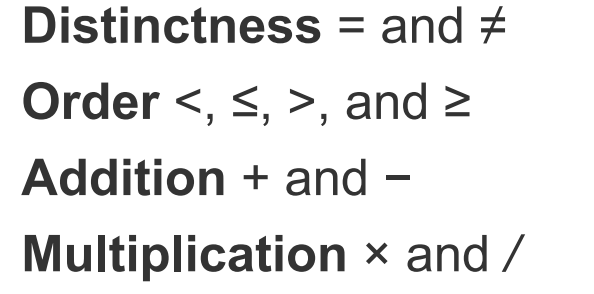 Distinctness = and ≠
Order <, ≤, >, and ≥
Addition + and −
Multiplication × and /